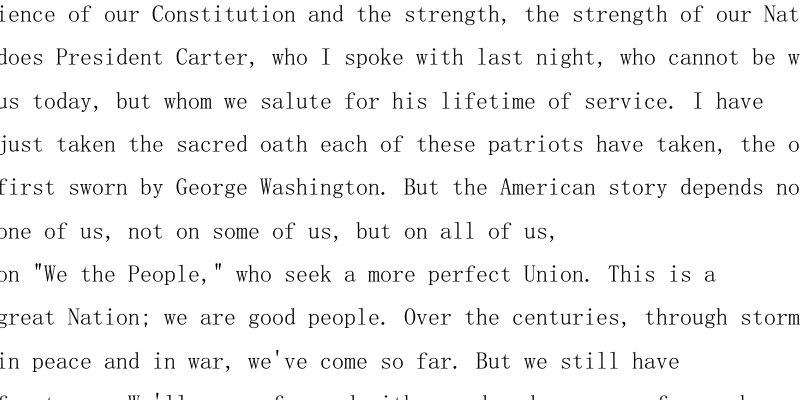 ience of our Constitution and the strength, the strength of our Nat
does President Carter, who I spoke with last night, who cannot be w
us today, but whom we salute for his lifetime of service. I have
just taken the sacred oath each of these patriots have taken, the o
first sworn by George Washington. But the American story depends no
one of us, not on some of us, but on all of us,
on "We the People," who seek a more perfect Union. This is a
great Nation; we are good people. Over the centuries, through storm
in peace and in war, we've come so far. But we still have